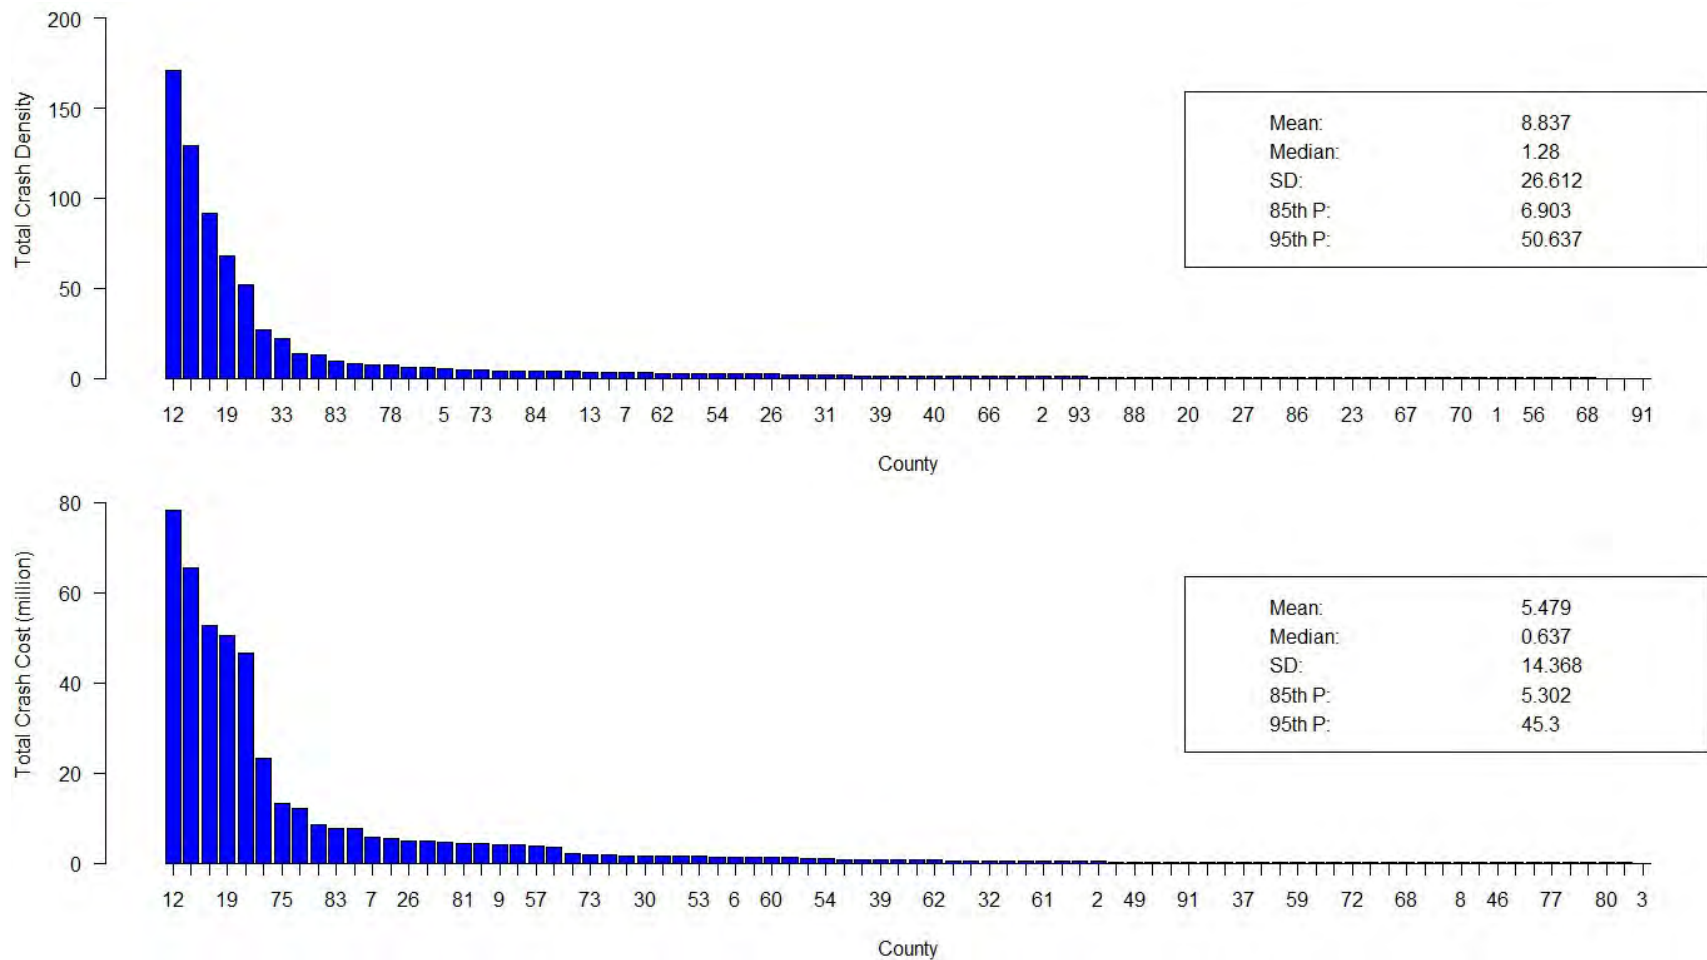 200
150
100
50
0
Total Crash Density
Mean: 8.837
Median: 1.28
SD: 26.612
85th P: 6.903
95th P: 50.637
12 19 33 83 78 5 73 84 13 7 62 54 26 31 39 40 66 2 93 88 20 27 86 23 67 70 1 56 68 91
County
80
60
40
20
0
Total Crash Cost (million)
Mean: 5.479
Median: 0.637
SD: 14.368
85th P: 5.302
95th P: 45.3
12 19 75 83 7 26 81 9 57 73 30 53 6 60 54 39 62 32 61 2 49 91 37 59 72 68 8 46 77 80 3
County